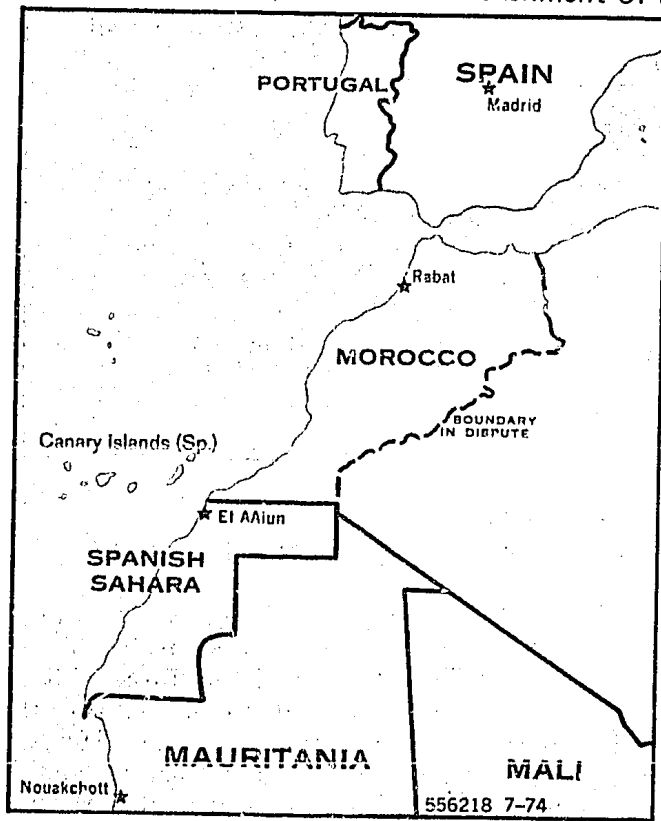 PORTUGAL
SPAIN
Madrid
Rabat
MOROCCO
BOUNDARY
IN DISPUTE
Canary Islands (Sp.)
El Aaiun
SPANISH
SAHARA
MAURITANIA
MALI
Nouakchott
556218 7-74